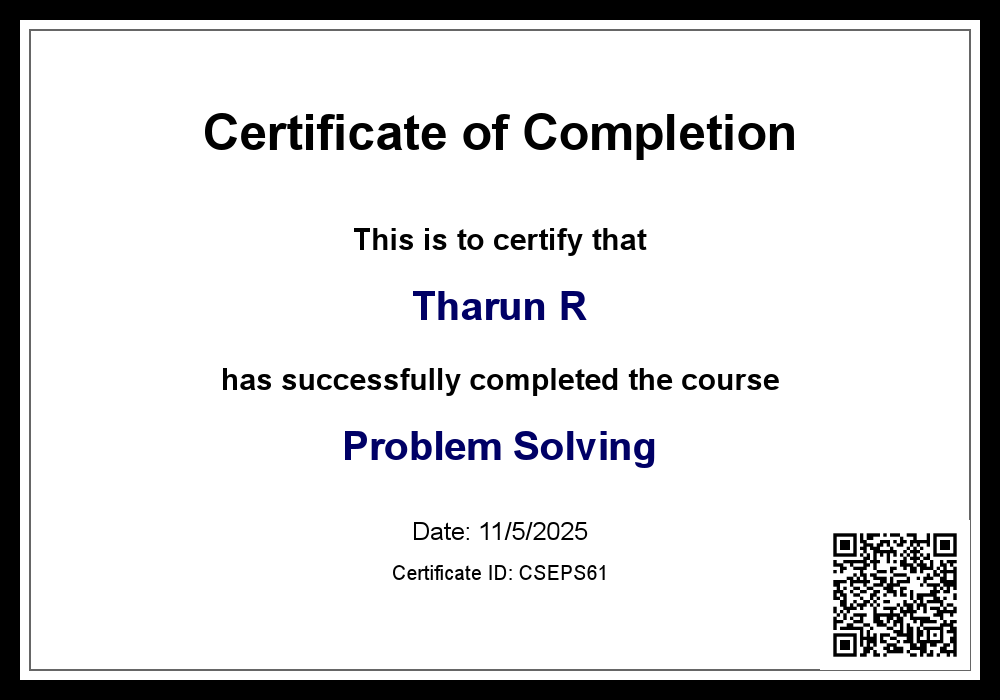 Certificate of Completion
This is to certify that
Tharun R
has successfully completed the course
Problem Solving
Date: 11/5/2025
Certificate ID: CSEPS61